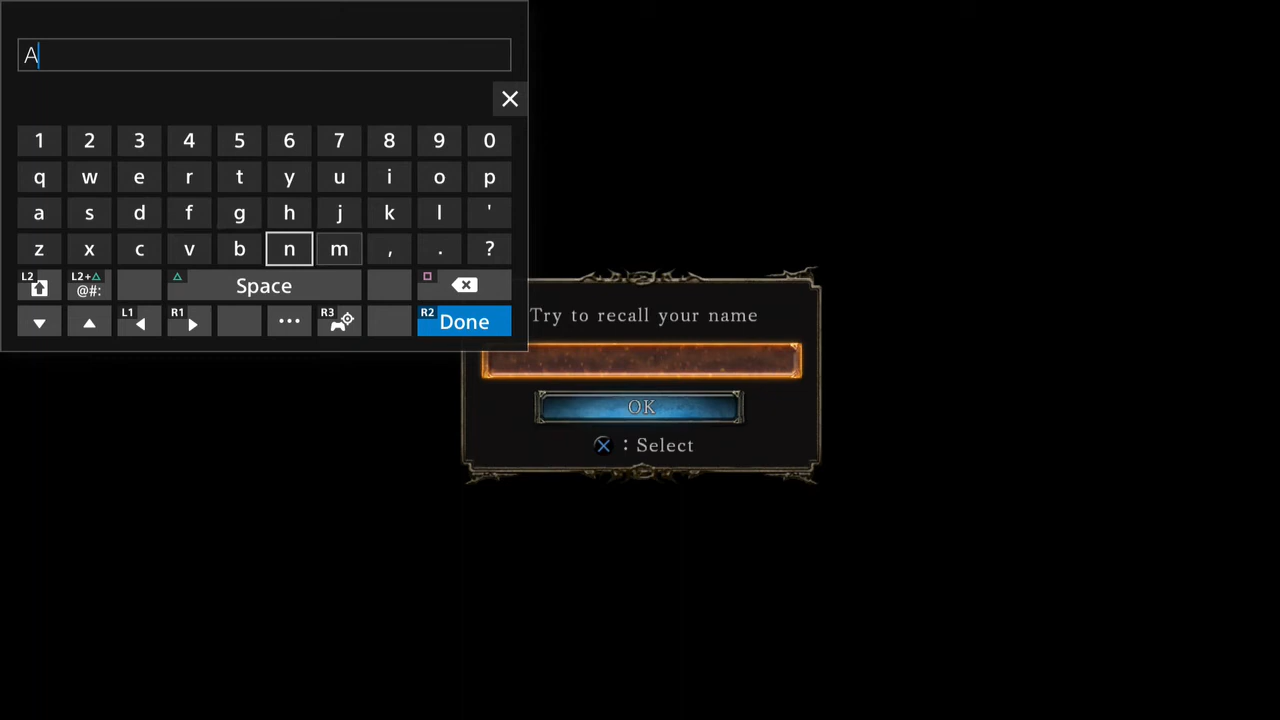 A
1 2 3 4 5 6 7 8 9 0
q w e r t y u i o p
a s d f g h j k l '
z x c v b n m , . ?
L2 L2+△ @#: △ Space □
L1 R1 ... R3 R2 Done
Try to recall your name
OK
: Select